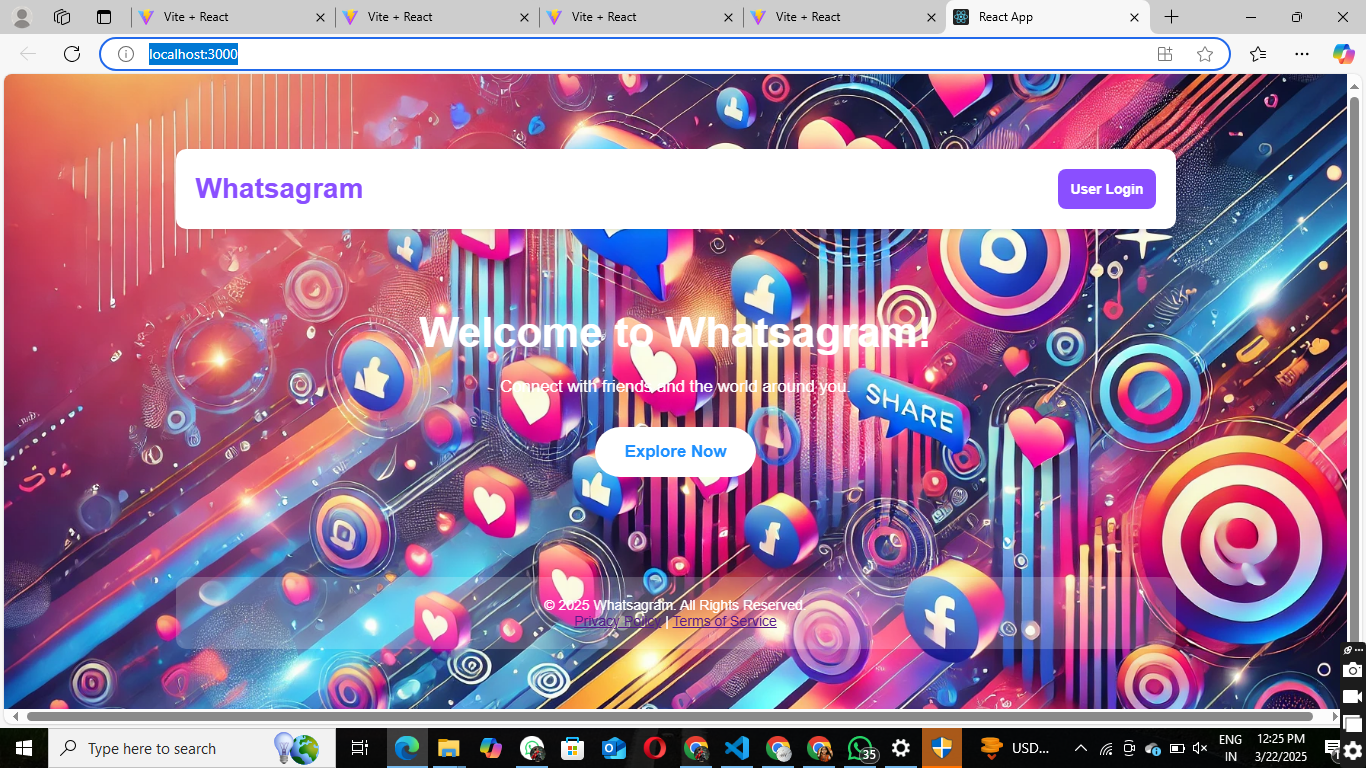 Vite + React
Vite + React
Vite + React
Vite + React
React App
localhost:3000
Whatsagram
User Login
Welcome to Whatsagram!
Connect with friends and the world around you.
SHARE
Explore Now
© 2025 Whatsagram. All Rights Reserved.
Privacy Policy | Terms of Service
Type here to search
35
USD...
ENG
IN
12:25 PM
3/22/2025